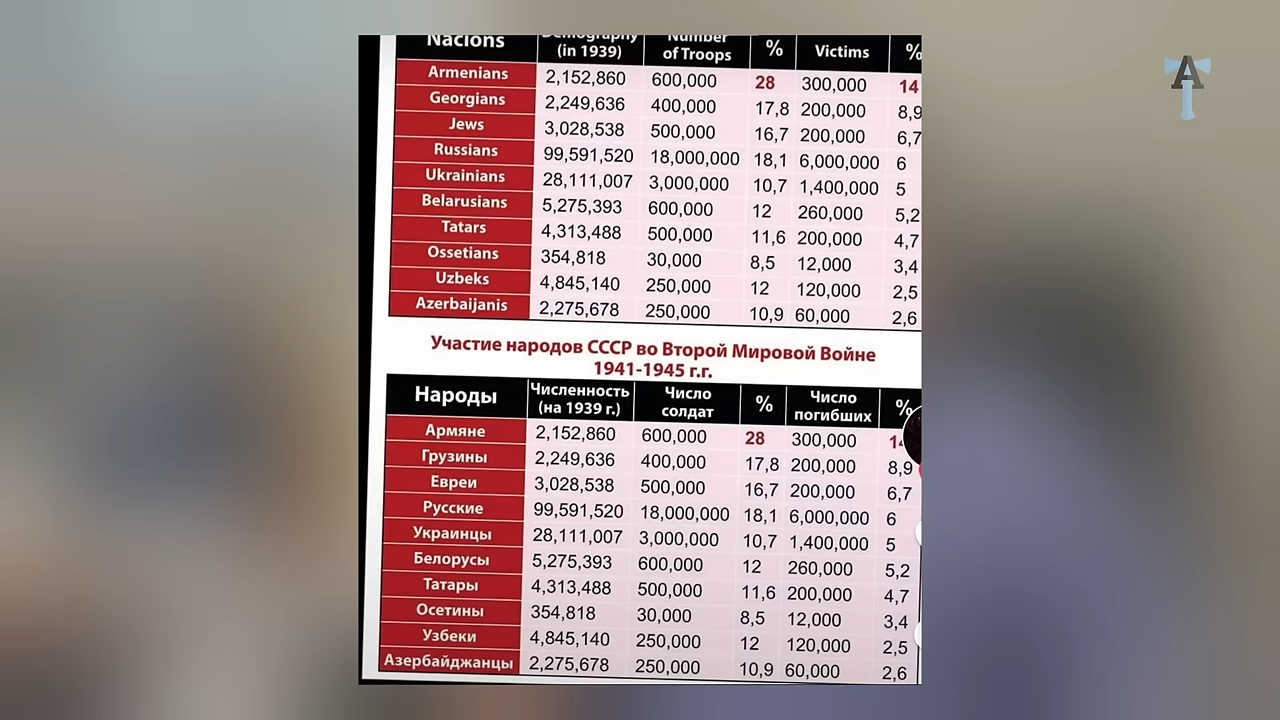 Nacions (in 1939) Number of Troops % Victims %
Armenians 2,152,860 600,000 28 300,000 14
Georgians 2,249,636 400,000 17,8 200,000 8,9
Jews 3,028,538 500,000 16,7 200,000 6,7
Russians 99,591,520 18,000,000 18,1 6,000,000 6
Ukrainians 28,111,007 3,000,000 10,7 1,400,000 5
Belarusians 5,275,393 600,000 12 260,000 5,2
Tatars 4,313,488 500,000 11,6 200,000 4,7
Ossetians 354,818 30,000 8,5 12,000 3,4
Uzbeks 4,845,140 250,000 12 120,000 2,5
Azerbaijanis 2,275,678 250,000 10,9 60,000 2,6
Участие народов СССР во Второй Мировой Войне
1941-1945 г.г.
Народы Численность (на 1939 г.) Число солдат % Число погибших %
Армяне 2,152,860 600,000 28 300,000
Грузины 2,249,636 400,000 17,8 200,000 8,9
Евреи 3,028,538 500,000 16,7 200,000 6,7
Русские 99,591,520 18,000,000 18,1 6,000,000 6
Украинцы 28,111,007 3,000,000 10,7 1,400,000 5
Белорусы 5,275,393 600,000 12 260,000 5,2
Татары 4,313,488 500,000 11,6 200,000 4,7
Осетины 354,818 30,000 8,5 12,000 3,4
Узбеки 4,845,140 250,000 12 120,000 2,5
Азербайджанцы 2,275,678 250,000 10,9 60,000 2,6
A